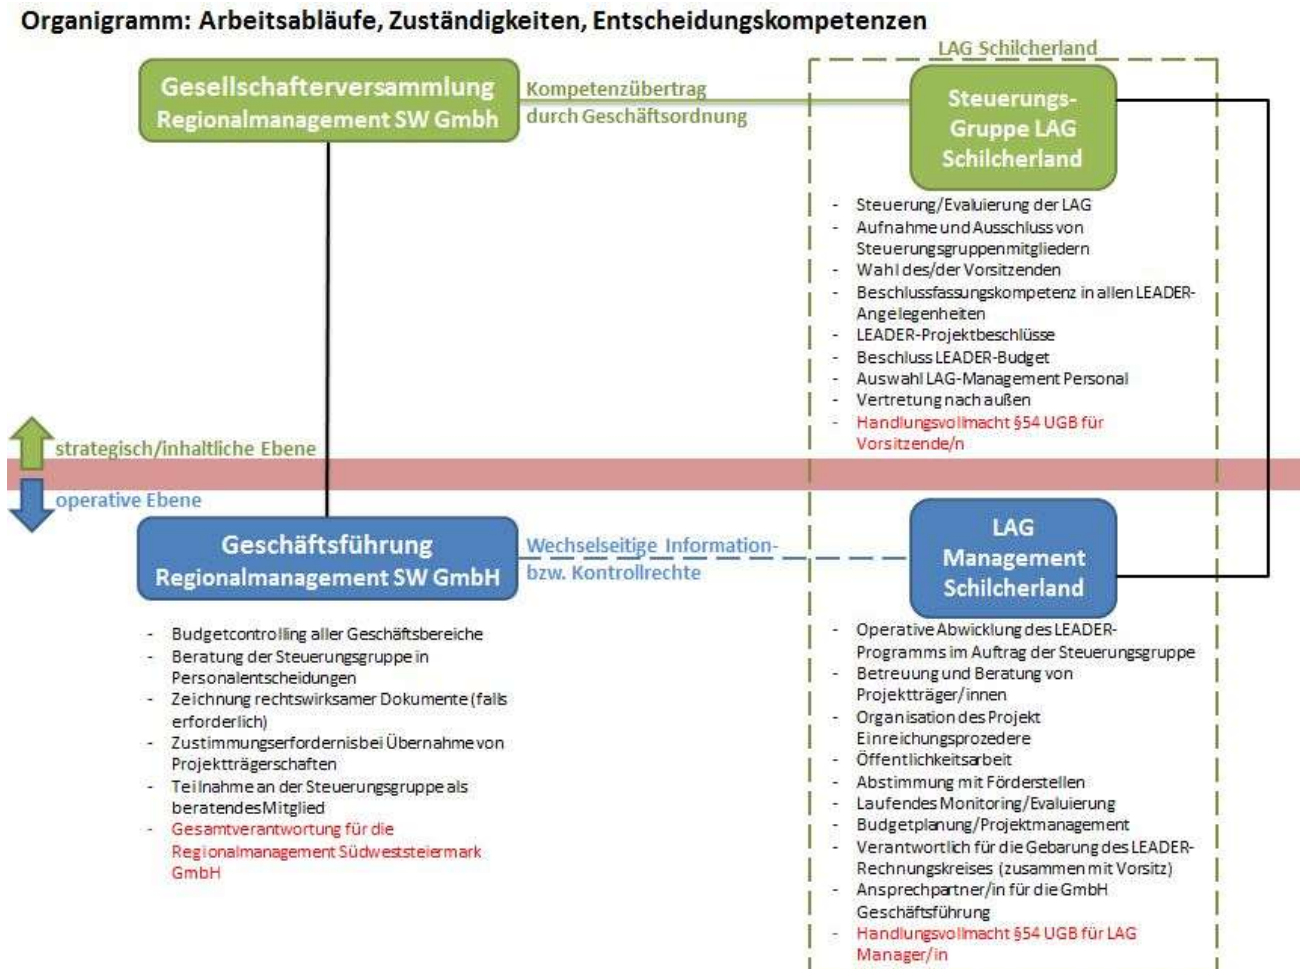 Organigramm: Arbeitsabläufe, Zuständigkeiten, Entscheidungskompetenzen
LAG Schilcherland
Gesellschafterversammlung
Regionalmanagement SW Gmbh
Kompetenzübertrag
durch Geschäftsordnung
Steuerungs-
Gruppe LAG
Schilcherland
- Steuerung/Evaluierung der LAG
- Aufnahme und Ausschluss von
Steuerungsgruppenmitgliedern
- Wahl des/der Vorsitzenden
- Beschlussfassungskompetenz in allen LEADER-
Angelegenheiten
- LEADER-Projektbeschlüsse
- Beschluss LEADER-Budget
- Auswahl LAG-Management Personal
- Vertretung nach außen
- Handlungsvollmacht §54 UGB für
Vorsitzende/n
strategisch/inhaltliche Ebene
operative Ebene
Geschäftsführung
Regionalmanagement SW GmbH
Wechselseitige Information-
bzw. Kontrollrechte
LAG
Management
Schilcherland
- Budgetcontrolling aller Geschäftsbereiche
- Beratung der Steuerungsgruppe in
Personalentscheidungen
- Zeichnung rechtswirksamer Dokumente (falls
erforderlich)
- Zustimmungserfordernis bei Übernahme von
Projektträgerschaften
- Teilnahme an der Steuerungsgruppe als
beratendes Mitglied
- Gesamtverantwortung für die
Regionalmanagement Südweststeiermark
GmbH
- Operative Abwicklung des LEADER-
Programms im Auftrag der Steuerungsgruppe
- Betreuung und Beratung von
Projektträger/innen
- Organisation des Projekt
Einreichungsprozedere
- Öffentlichkeitsarbeit
- Abstimmung mit Förderstellen
- Laufendes Monitoring/Evaluierung
- Budgetplanung/Projektmanagement
- Verantwortlich für die Gebarung des LEADER-
Rechnungskreises (zusammen mit Vorsitz)
- Ansprechpartner/in für die GmbH
Geschäftsführung
- Handlungsvollmacht §54 UGB für LAG
Manager/in